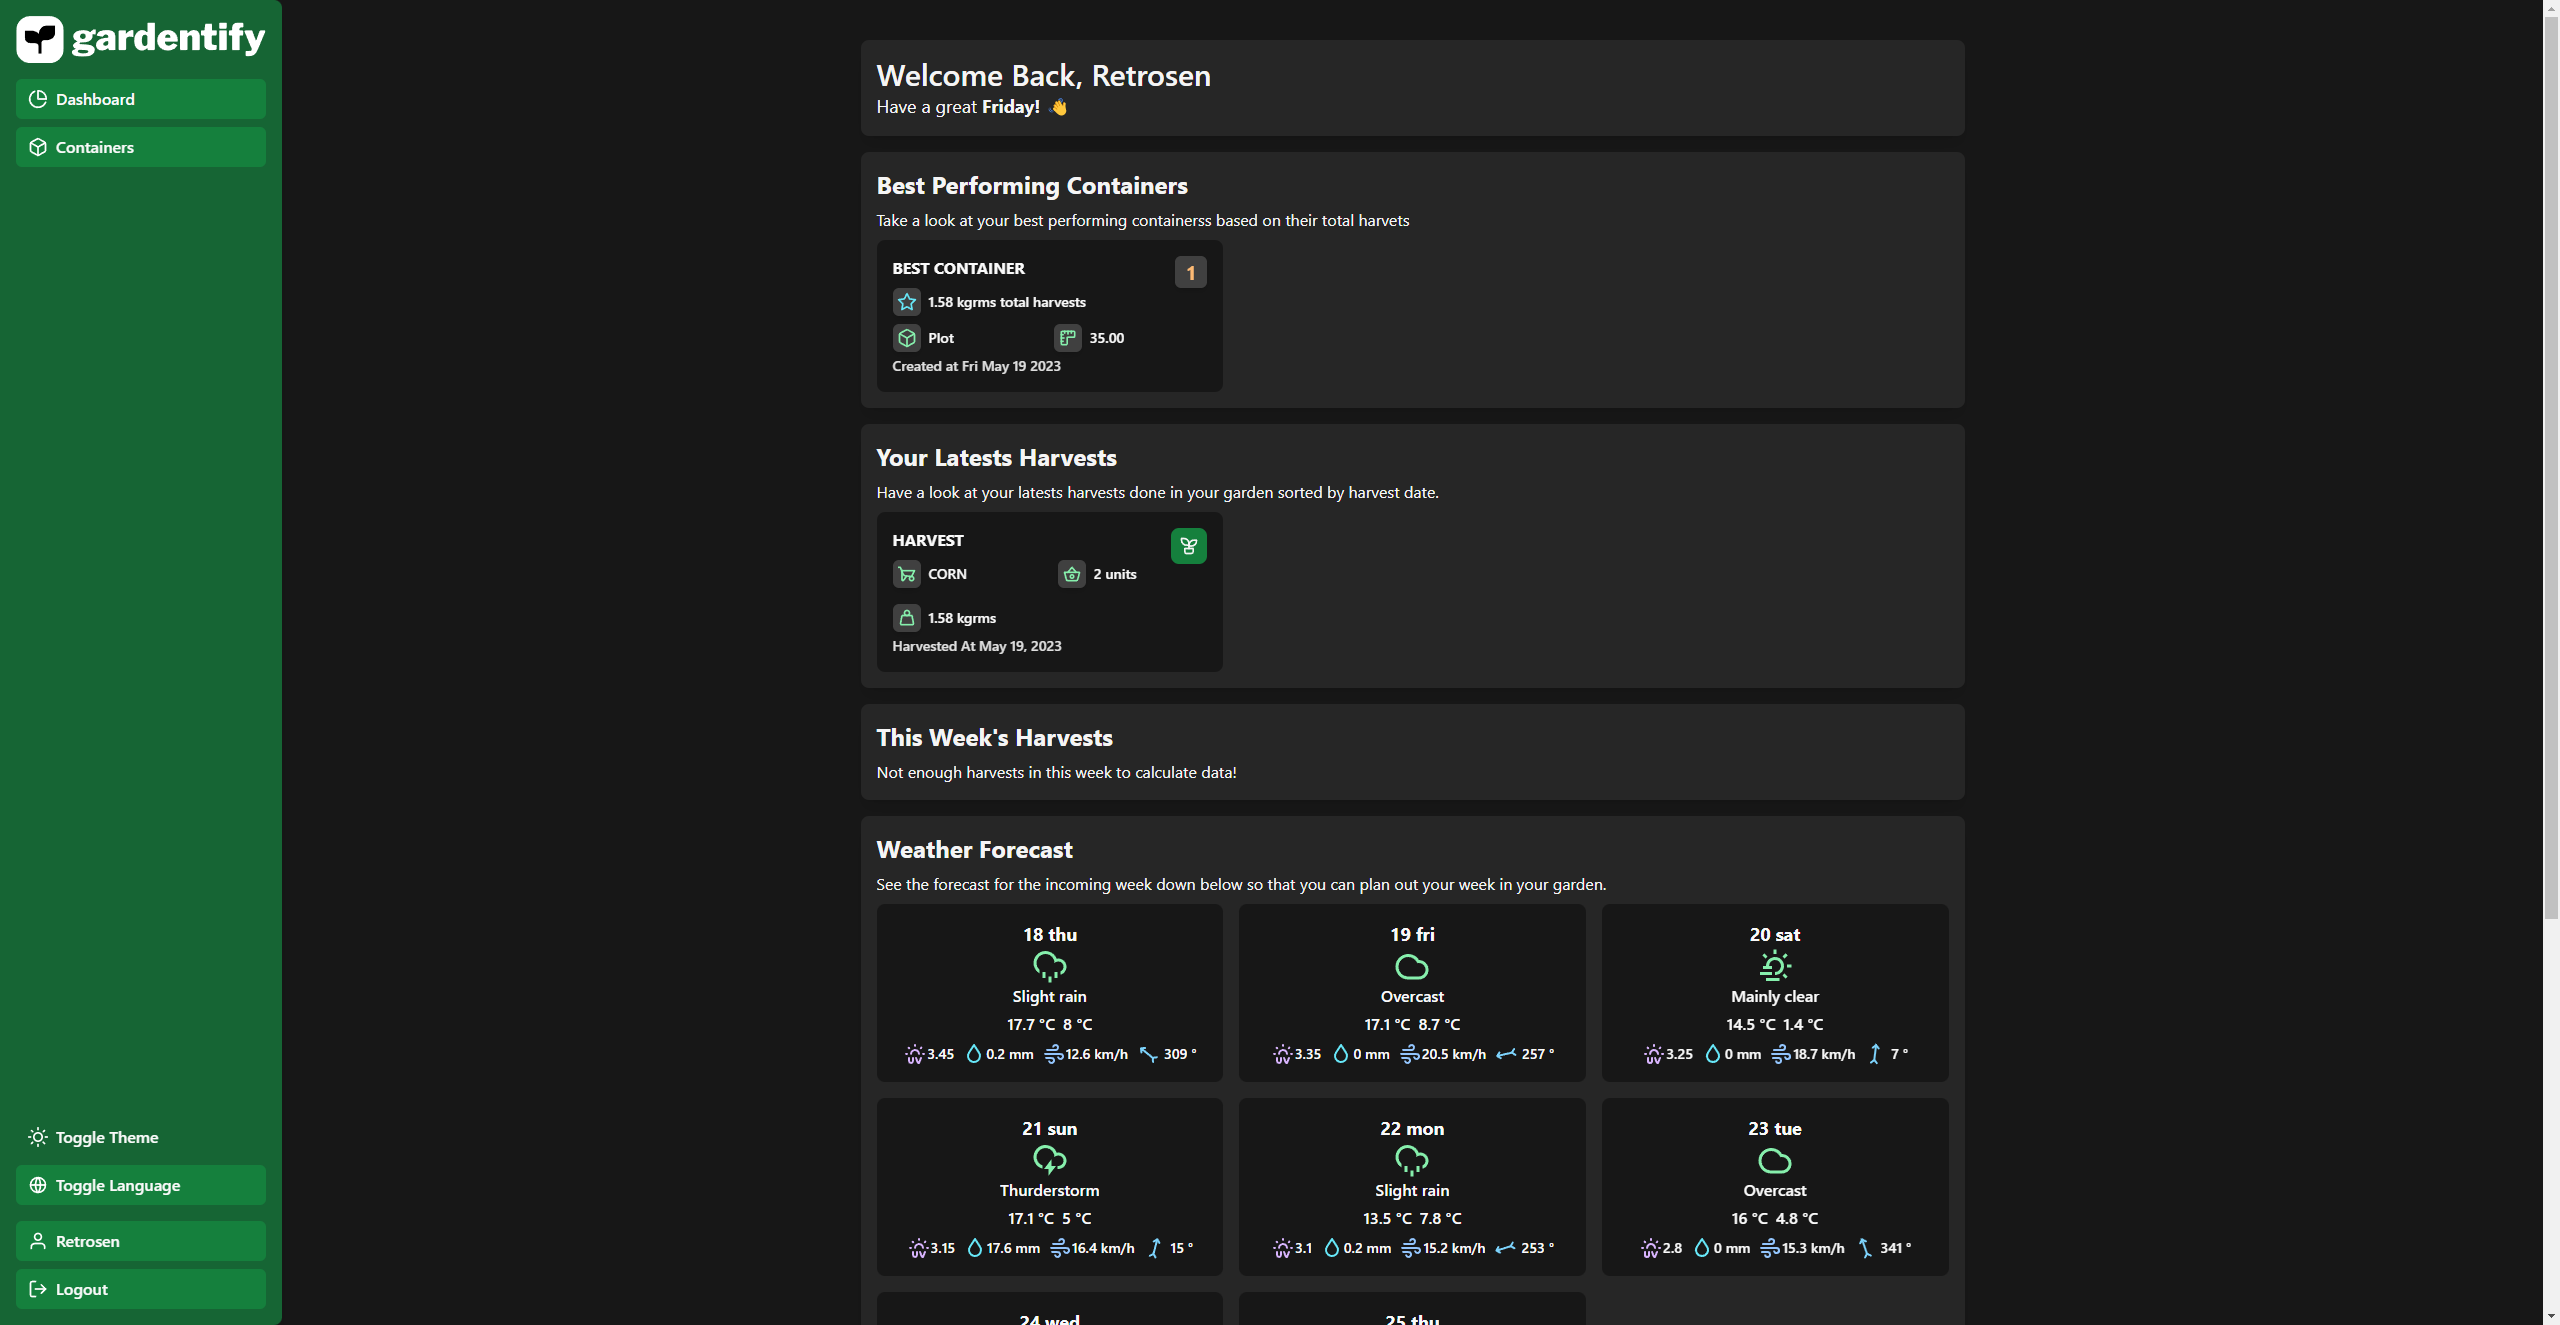 gardentify
Dashboard
Containers
Toggle Theme
Toggle Language
Retrosen
Logout
Welcome Back, Retrosen
Have a great Friday! 👋
Best Performing Containers
Take a look at your best performing containerss based on their total harvets
BEST CONTAINER
1
1.58 kgrms total harvests
Plot 35.00
Created at Fri May 19 2023
Your Latests Harvests
Have a look at your latests harvests done in your garden sorted by harvest date.
HARVEST
CORN 2 units
1.58 kgrms
Harvested At May 19, 2023
This Week's Harvests
Not enough harvests in this week to calculate data!
Weather Forecast
See the forecast for the incoming week down below so that you can plan out your week in your garden.
18 thu
Slight rain
17.7 °C 8 °C
UV 3.45 0.2 mm 12.6 km/h 309 °
19 fri
Overcast
17.1 °C 8.7 °C
UV 3.35 0 mm 20.5 km/h 257 °
20 sat
Mainly clear
14.5 °C 1.4 °C
UV 3.25 0 mm 18.7 km/h 7 °
21 sun
Thurderstorm
17.1 °C 5 °C
UV 3.15 17.6 mm 16.4 km/h 15 °
22 mon
Slight rain
13.5 °C 7.8 °C
UV 3.1 0.2 mm 15.2 km/h 253 °
23 tue
Overcast
16 °C 4.8 °C
UV 2.8 0 mm 15.3 km/h 341 °
24 wed
25 thu